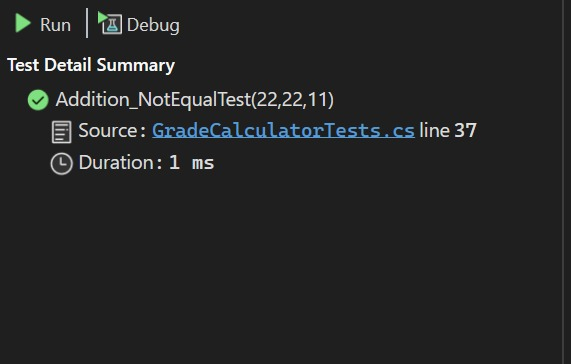 Run Debug
Test Detail Summary
Addition_NotEqualTest(22,22,11)
Source: GradeCalculatorTests.cs line 37
Duration: 1 ms